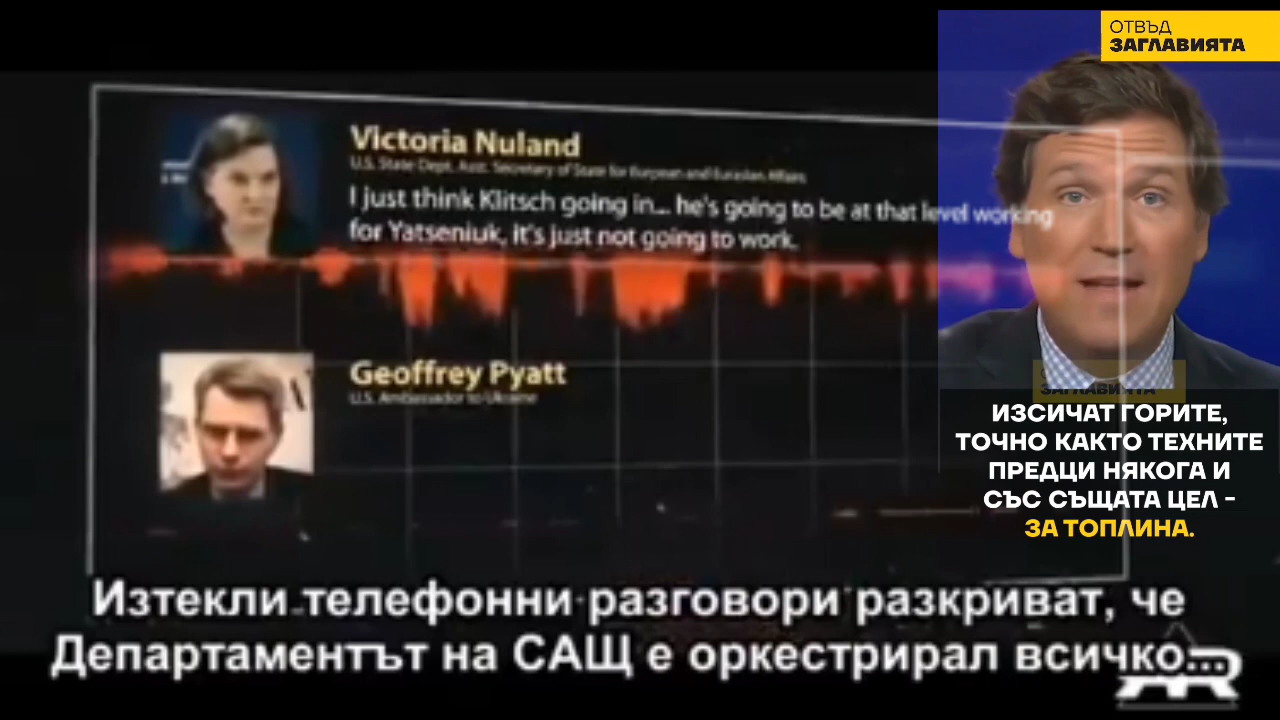 ОТВЪД
ЗАГЛАВИЯТА
Victoria Nuland
U.S. State Dept. Asst. Secretary of State for European and Eurasian Affairs
I just think Klitsch going in... he's going to be at that level working
for Yatseniuk, it's just not going to work.
Geoffrey Pyatt
U.S. Ambassador to Ukraine
ЗАГЛАВИЯТА
ИЗСИЧАТ ГОРИТЕ,
ТОЧНО КАКТО ТЕХНИТЕ
ПРЕДЦИ НЯКОГА И
СЪС СЪЩАТА ЦЕЛ -
ЗА ТОПЛИНА.
Изтекли телефонни разговори разкриват, че
Департаментът на САЩ е оркестрирал всичко...